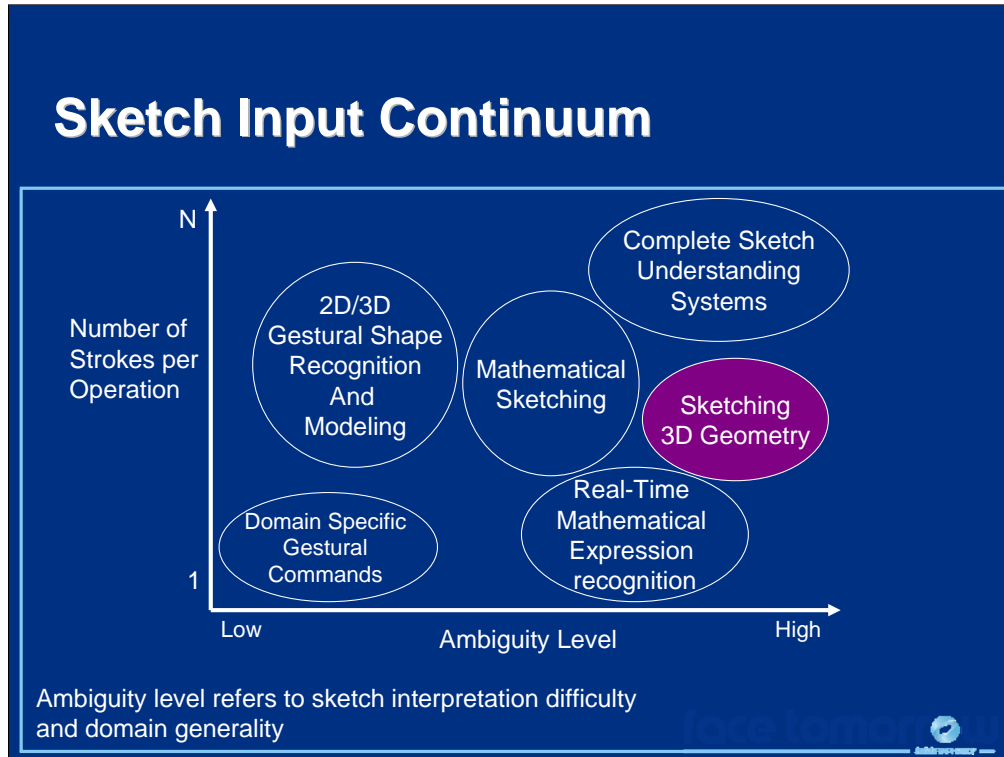 Sketch Input Continuum
N
Complete Sketch
Understanding
Systems
2D/3D
Gestural Shape
Recognition
And
Modeling
Number of
Strokes per
Operation
Mathematical
Sketching
Sketching
3D Geometry
Real-Time
Mathematical
Expression
recognition
Domain Specific
Gestural
Commands
1
Low
Ambiguity Level
High
Ambiguity level refers to sketch interpretation difficulty
and domain generality
face tomorrow